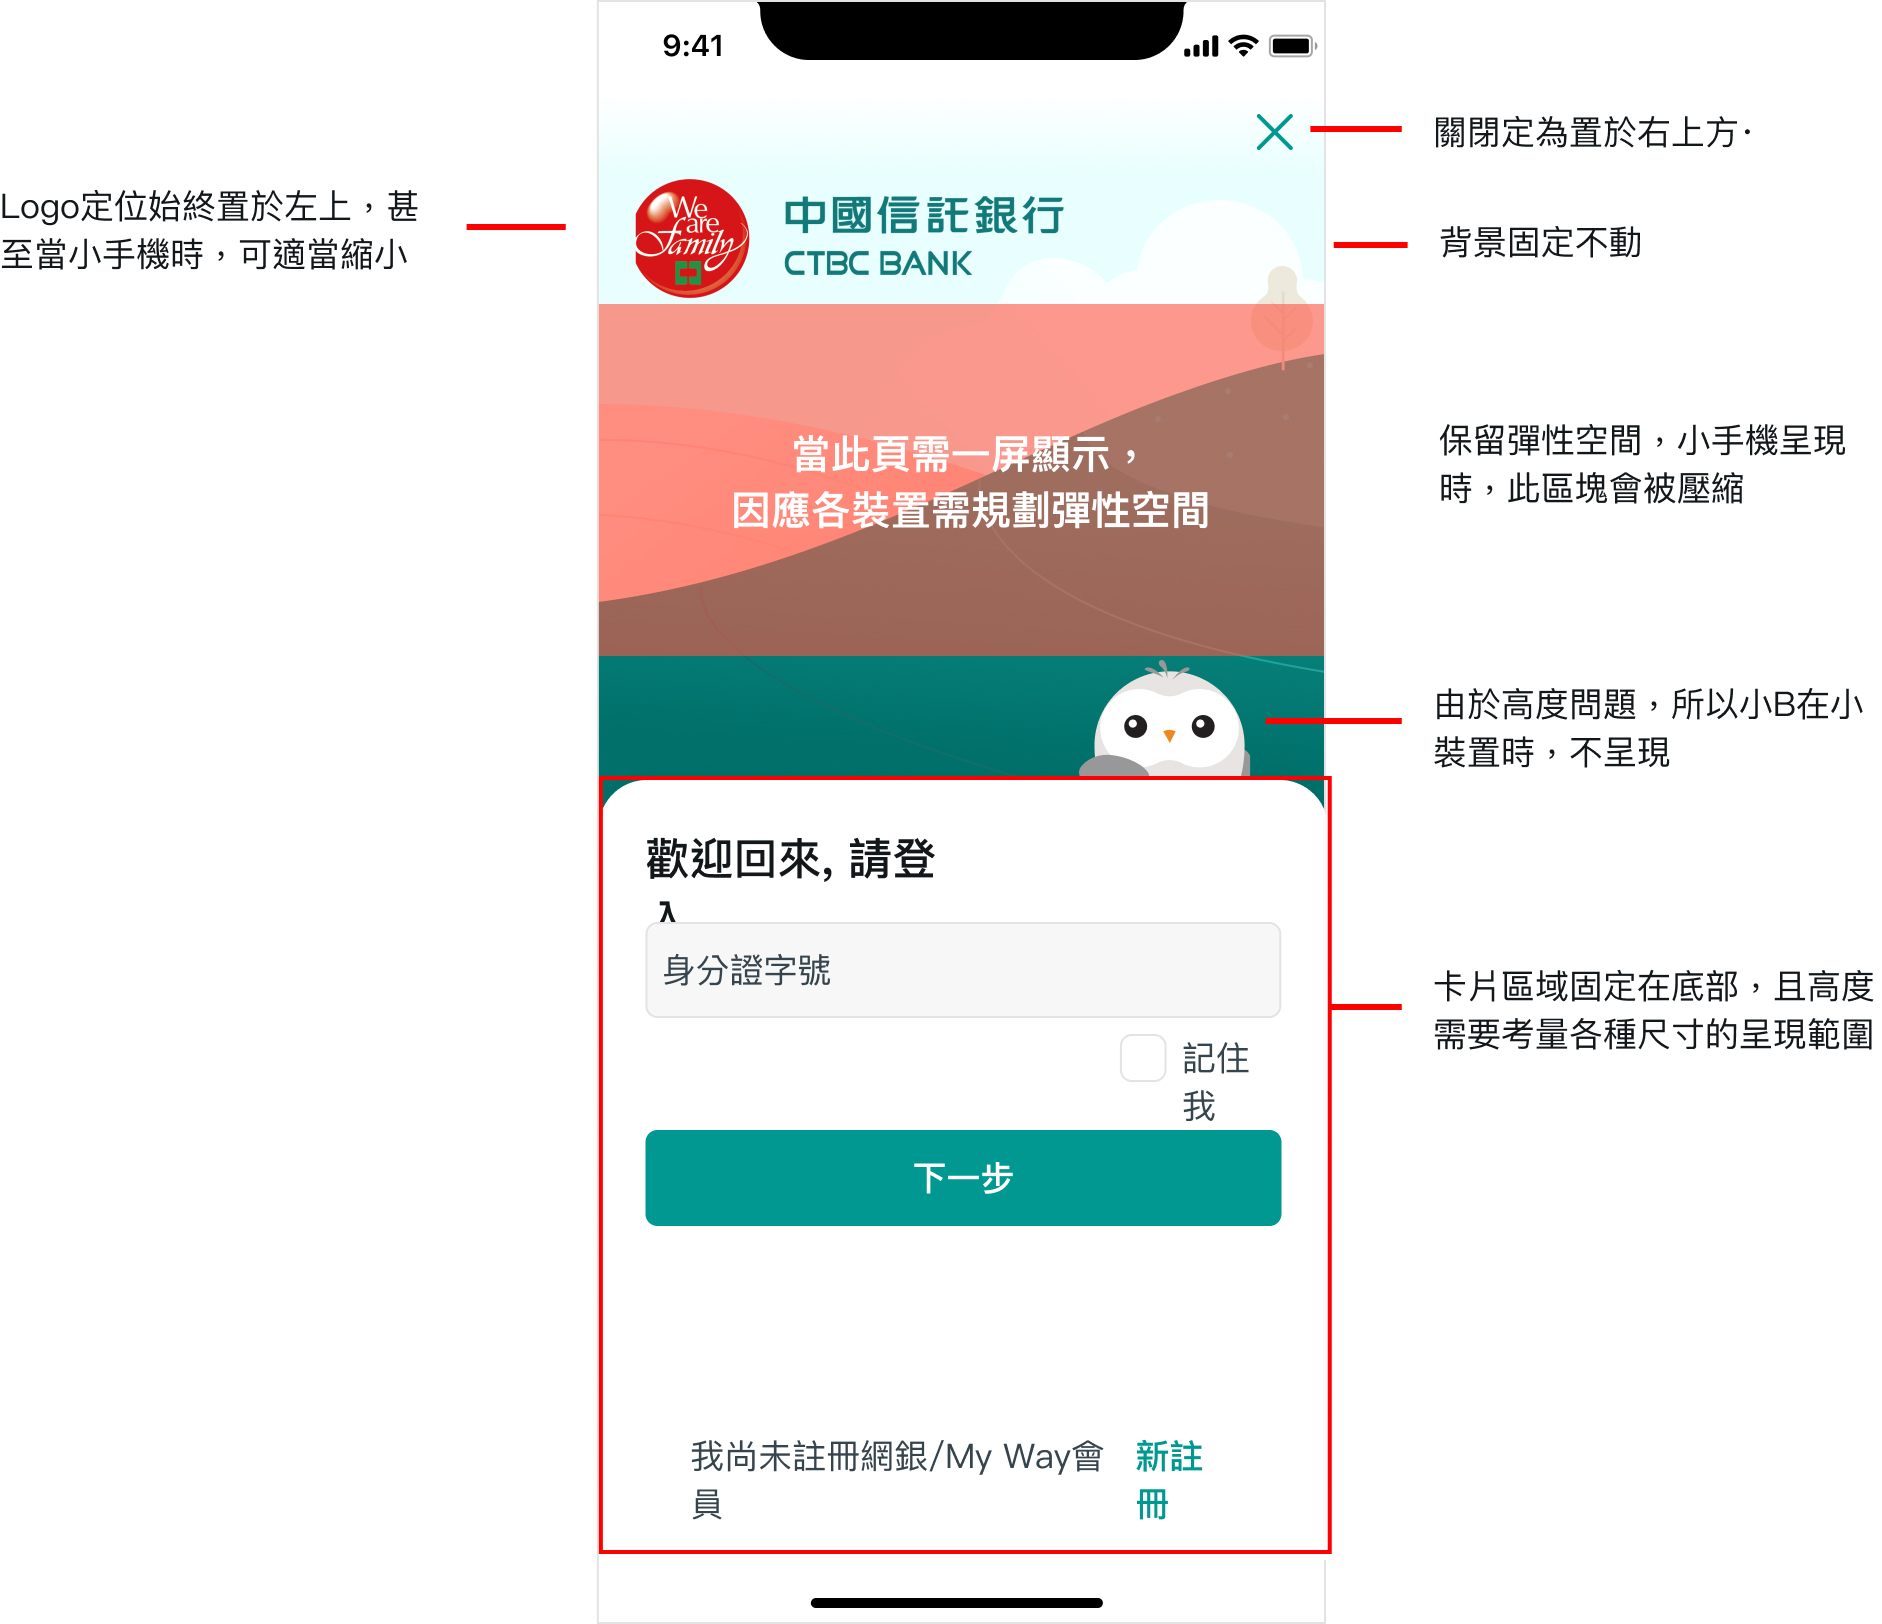 9:41
關閉定為置於右上方·
Logo定位始終置於左上，甚
至當小手機時，可適當縮小
We
are
Family
中國信託銀行
CTBC BANK
背景固定不動
當此頁需一屏顯示，
因應各裝置需規劃彈性空間
保留彈性空間，小手機呈現
時，此區塊會被壓縮
由於高度問題，所以小B在小
裝置時，不呈現
歡迎回來, 請登
入
身分證字號
卡片區域固定在底部，且高度
需要考量各種尺寸的呈現範圍
記住
我
下一步
我尚未註冊網銀/My Way會
員
新註
冊